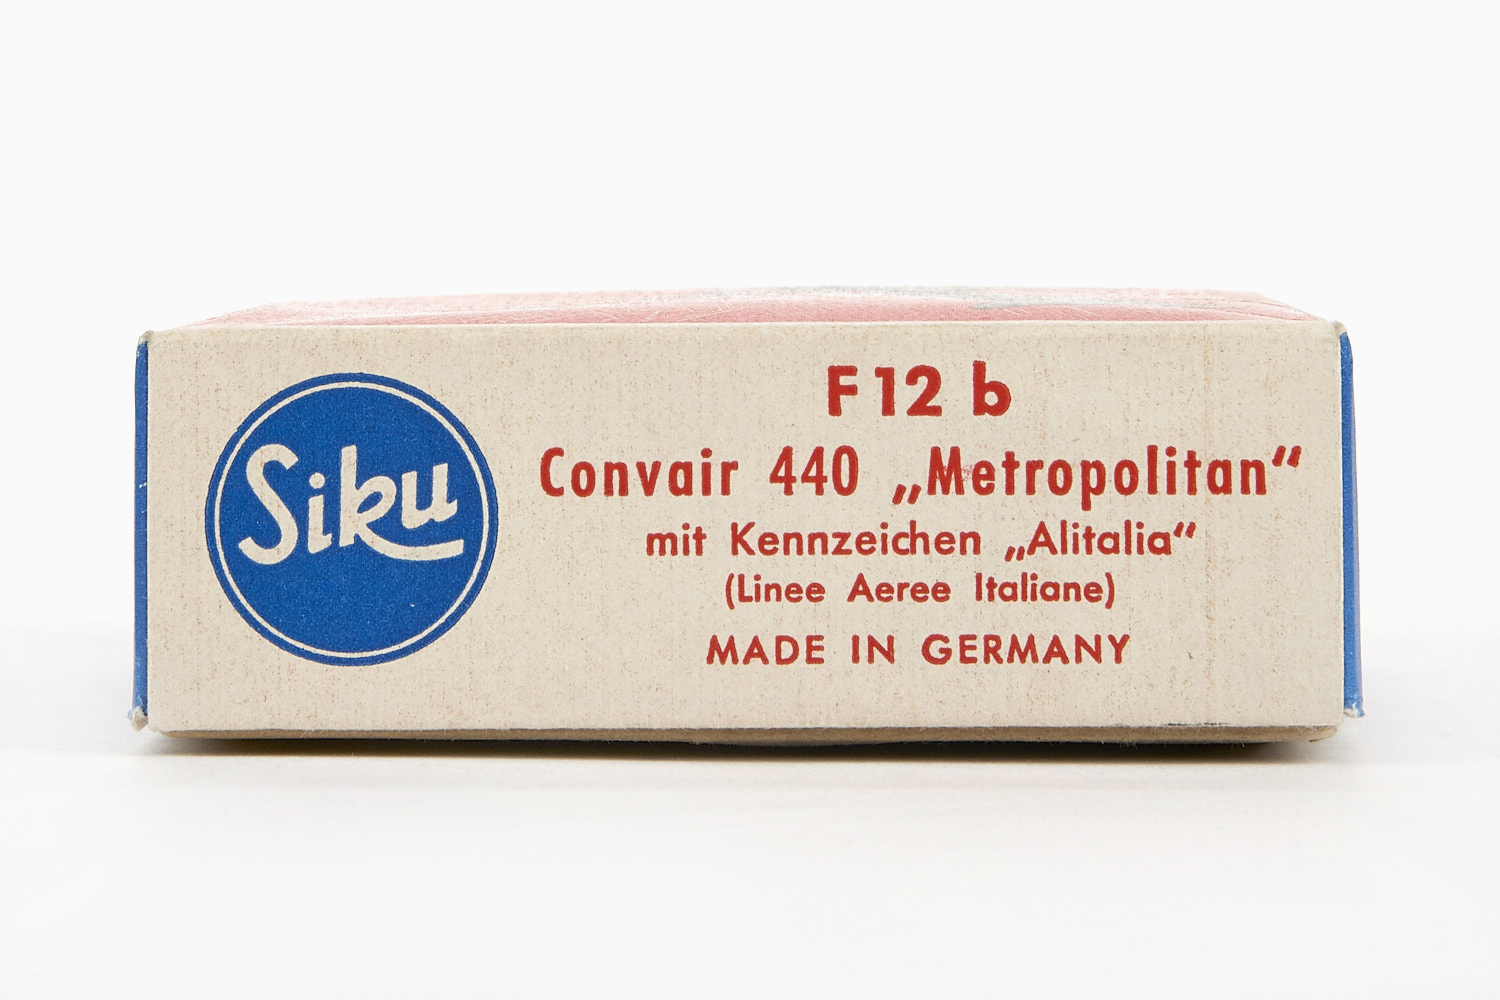 Siku
F12 b
Convair 440 „Metropolitan“
mit Kennzeichen „Alitalia“
(Linee Aeree Italiane)
MADE IN GERMANY